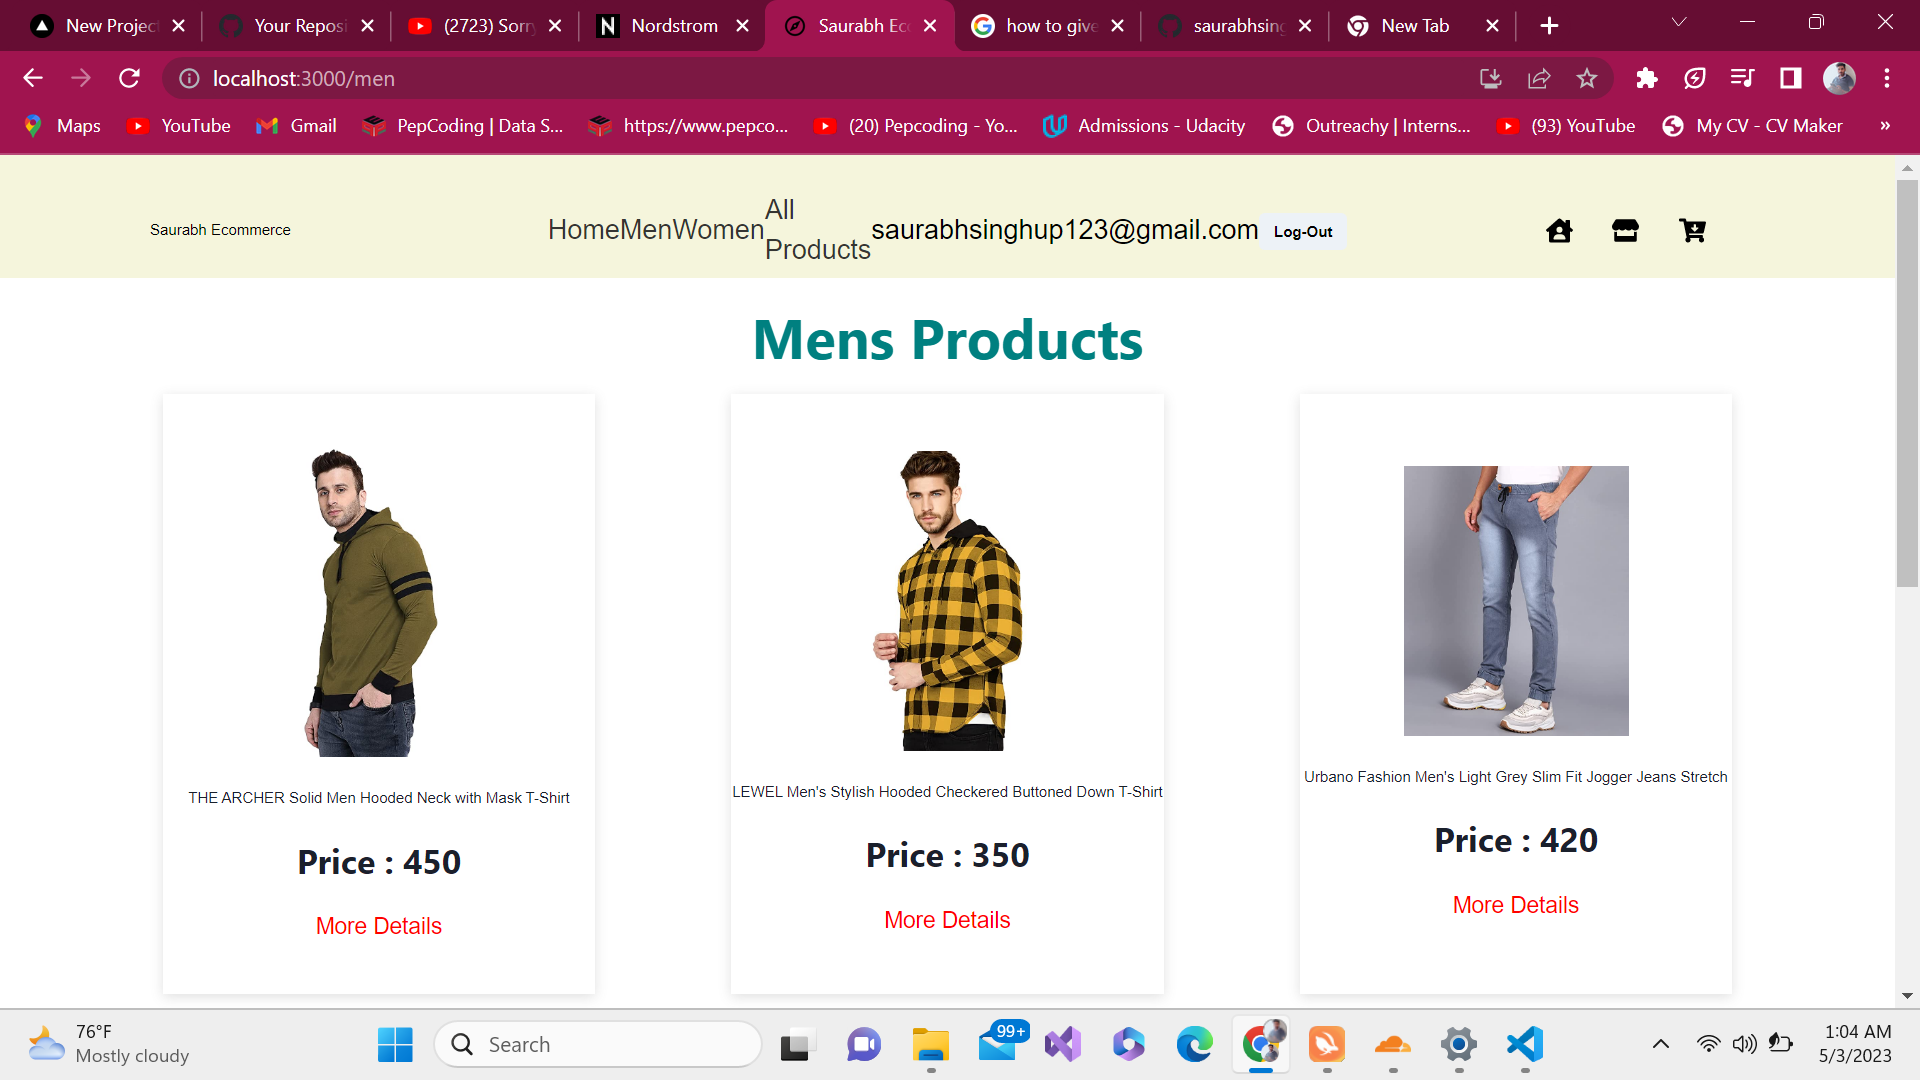 New Projec
Your Reposi
(2723) Sorry
Nordstrom
Saurabh Ec
how to give
saurabhsing
New Tab
localhost:3000/men
Maps
YouTube
Gmail
PepCoding | Data S...
https://www.pepco...
(20) Pepcoding - Yo...
Admissions - Udacity
Outreachy | Interns...
(93) YouTube
My CV - CV Maker
»
Saurabh Ecommerce
Home
Men
Women
All
Products
saurabhsinghup123@gmail.com
Log-Out
Mens Products
THE ARCHER Solid Men Hooded Neck with Mask T-Shirt
Price : 450
More Details
LEWEL Men's Stylish Hooded Checkered Buttoned Down T-Shirt
Price : 350
More Details
Urbano Fashion Men's Light Grey Slim Fit Jogger Jeans Stretch
Price : 420
More Details
76°F
Mostly cloudy
Search
99+
1:04 AM
5/3/2023